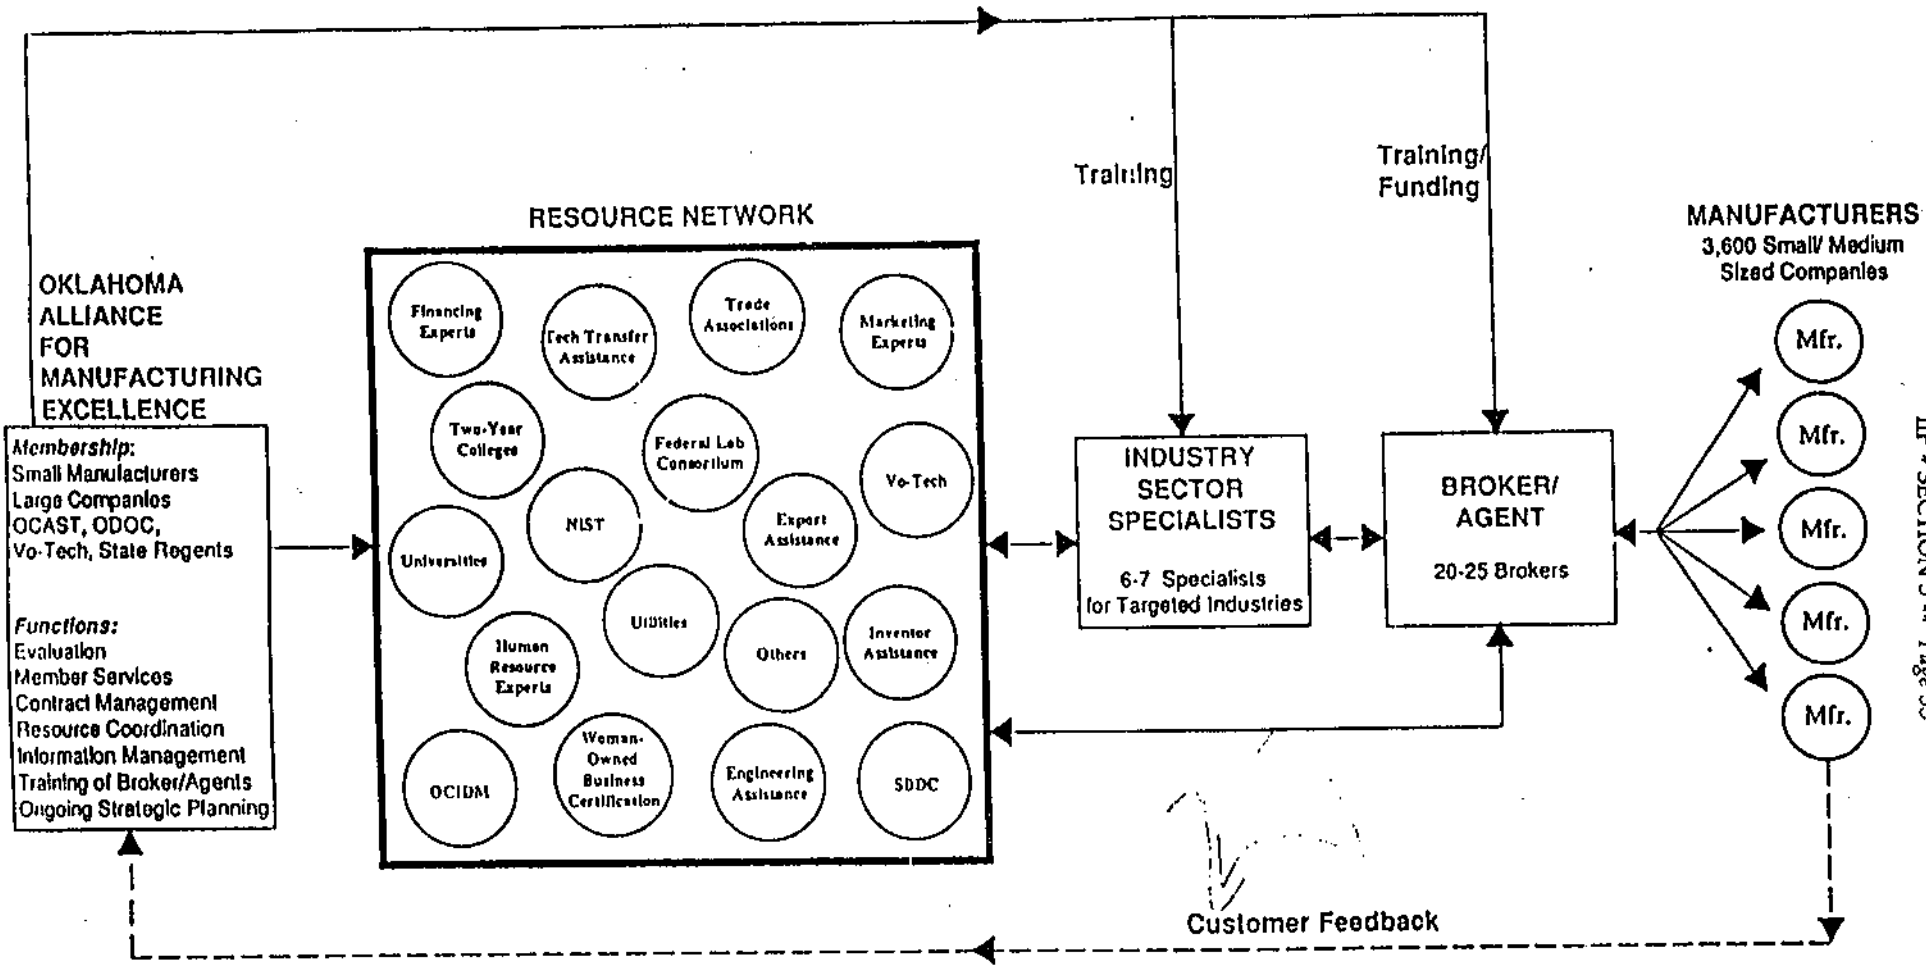 Training
Training/
Funding
RESOURCE NETWORK
MANUFACTURERS
3,600 Small/ Medium
Sized Companies
OKLAHOMA
ALLIANCE
FOR
MANUFACTURING
EXCELLENCE
Membership:
Small Manufacturers
Large Companies
OCAST, ODOC,
Vo-Tech, State Regents
Functions:
Evaluation
Member Services
Contract Management
Resource Coordination
Information Management
Training of Broker/Agents
Ongoing Strategic Planning
Financing
Experts
Tech Transfer
Assistance
Trade
Associations
Marketing
Experts
Two-Year
Colleges
Federal Lab
Consortium
Vo-Tech
NIST
Export
Assistance
Universities
Utilities
Human
Resource
Experts
Others
Inventor
Assistance
OCIDM
Woman-
Owned
Business
Certification
Engineering
Assistance
SBDC
INDUSTRY
SECTOR
SPECIALISTS
6-7 Specialists
for Targeted Industries
BROKER/
AGENT
20-25 Brokers
Mfr.
Mfr.
Mfr.
Mfr.
Mfr.
Customer Feedback